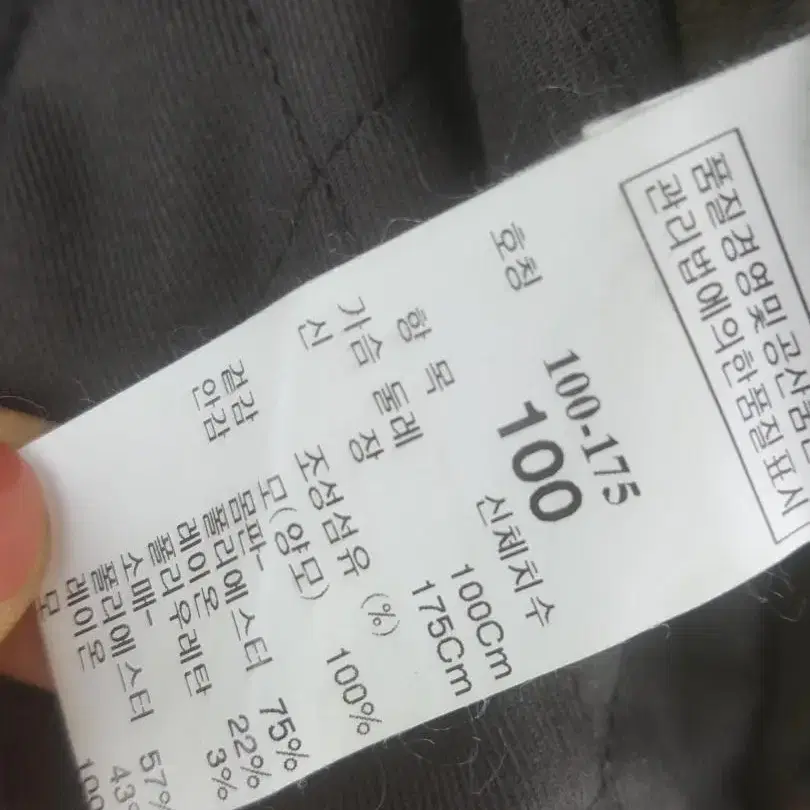 품질경영및공산품안
관리법에의한품질표시
호칭 100-175
100
항 목 신체치수
가슴 둘레 100Cm
신 장 175Cm
조성섬유 (%)
겉감 모(양모) 100%
안감 몸판-
폴리에스터 75%
레이온 22%
폴리우레탄 3%
소매-
폴리에스터 57%
레이온 43%
모 100